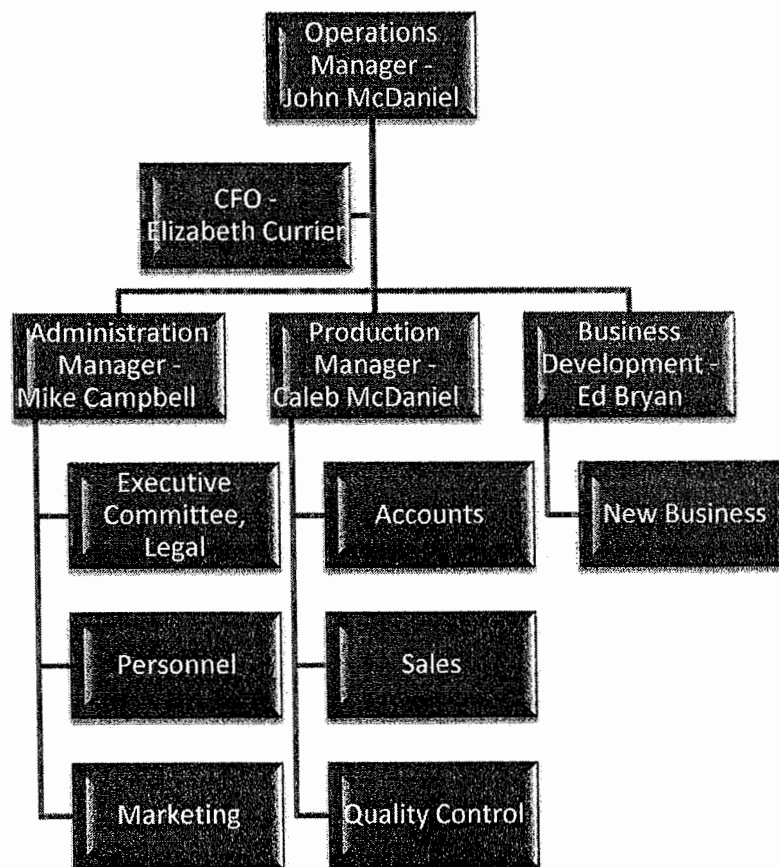 Operations
Manager -
John McDaniel
CFO -
Elizabeth Currier
Administration
Manager -
Mike Campbell
Production
Manager -
Caleb McDaniel
Business
Development -
Ed Bryan
Executive
Committee,
Legal
Accounts
New Business
Personnel
Sales
Marketing
Quality Control